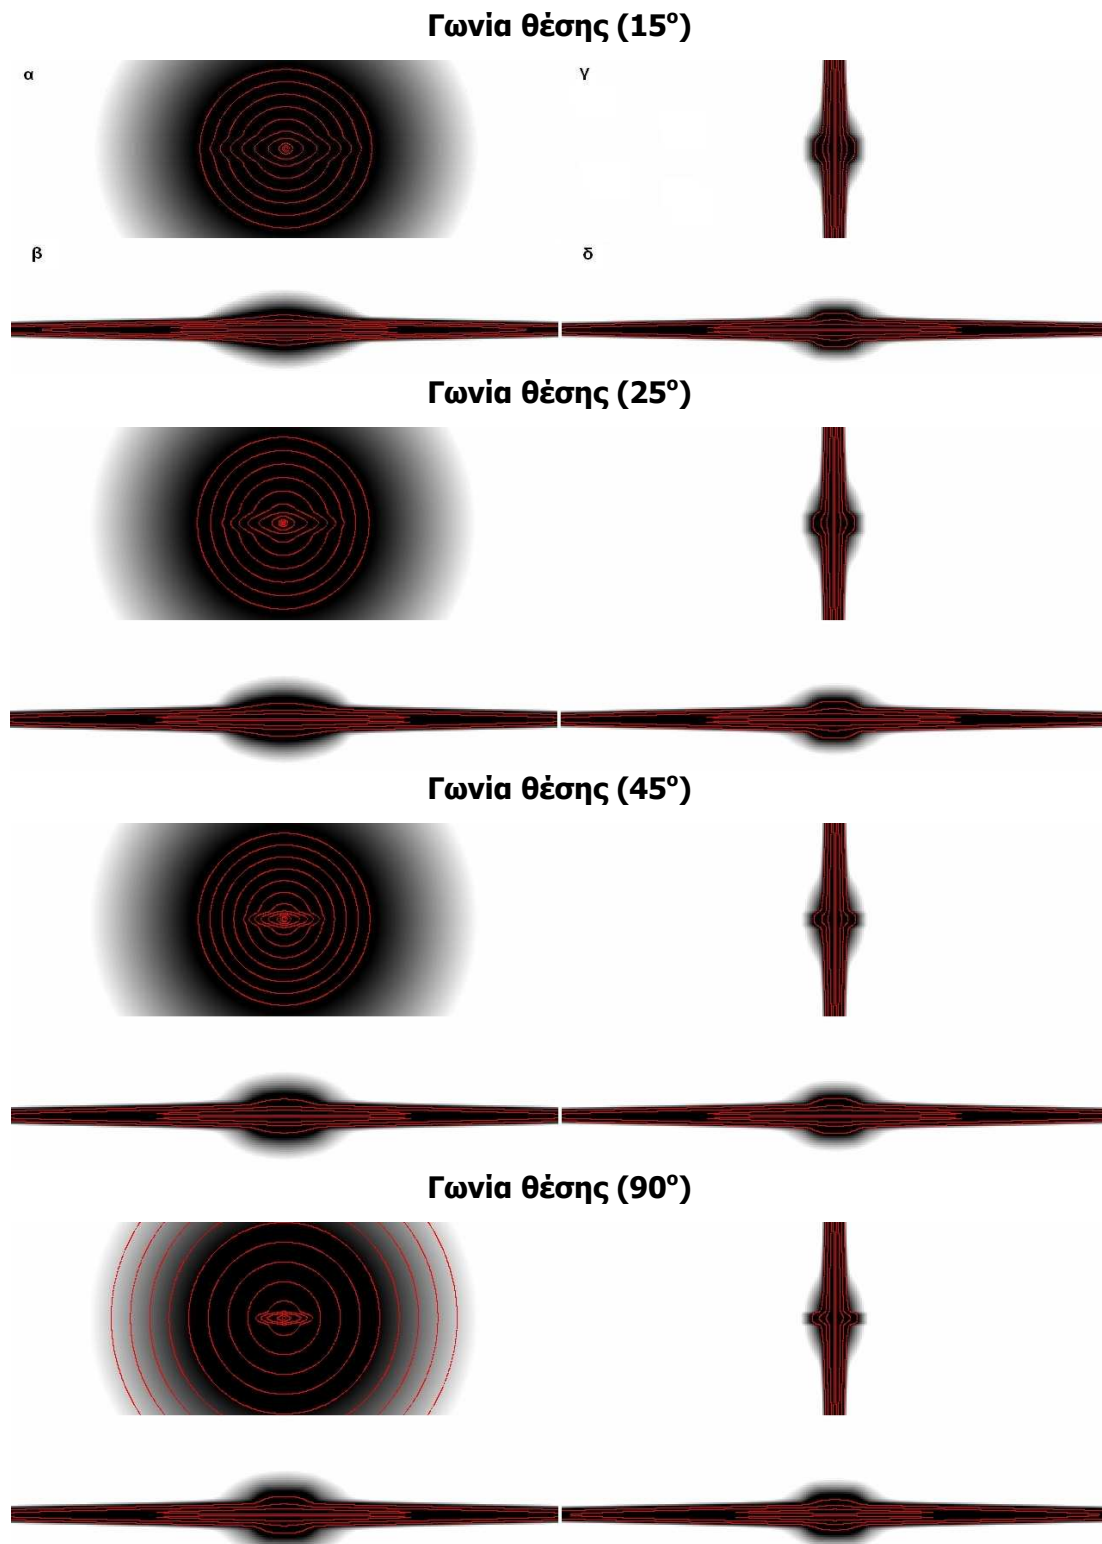 Γωνία θέσης (15°)
α
γ
β
δ
Γωνία θέσης (25°)
Γωνία θέσης (45°)
Γωνία θέσης (90°)